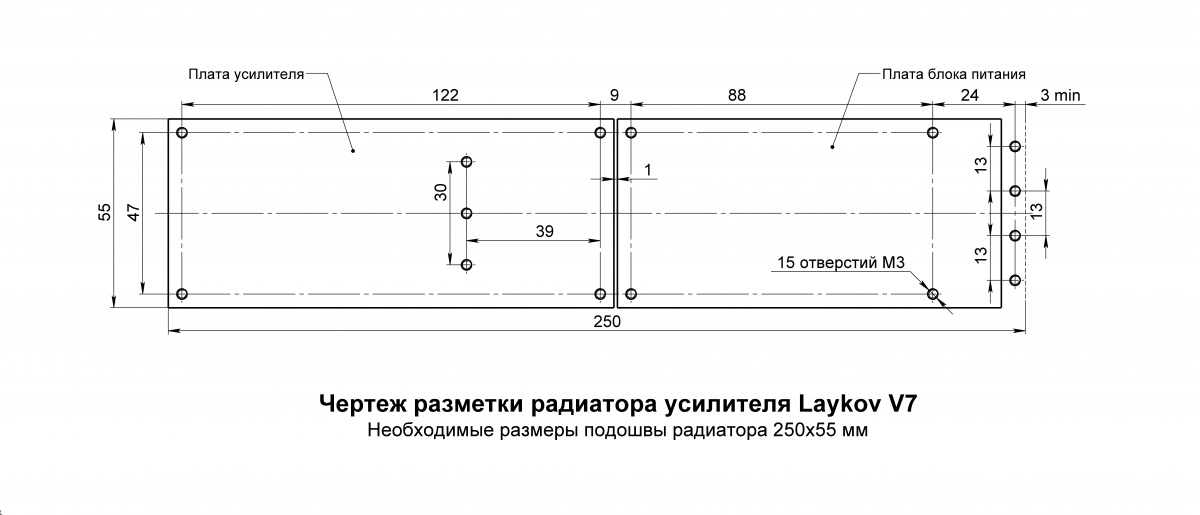 Плата усилителя
Плата блока питания
122
9
88
24
3 min
55
47
30
39
1
13
13
13
15 отверстий М3
250
Чертеж разметки радиатора усилителя Laykov V7
Необходимые размеры подошвы радиатора 250х55 мм